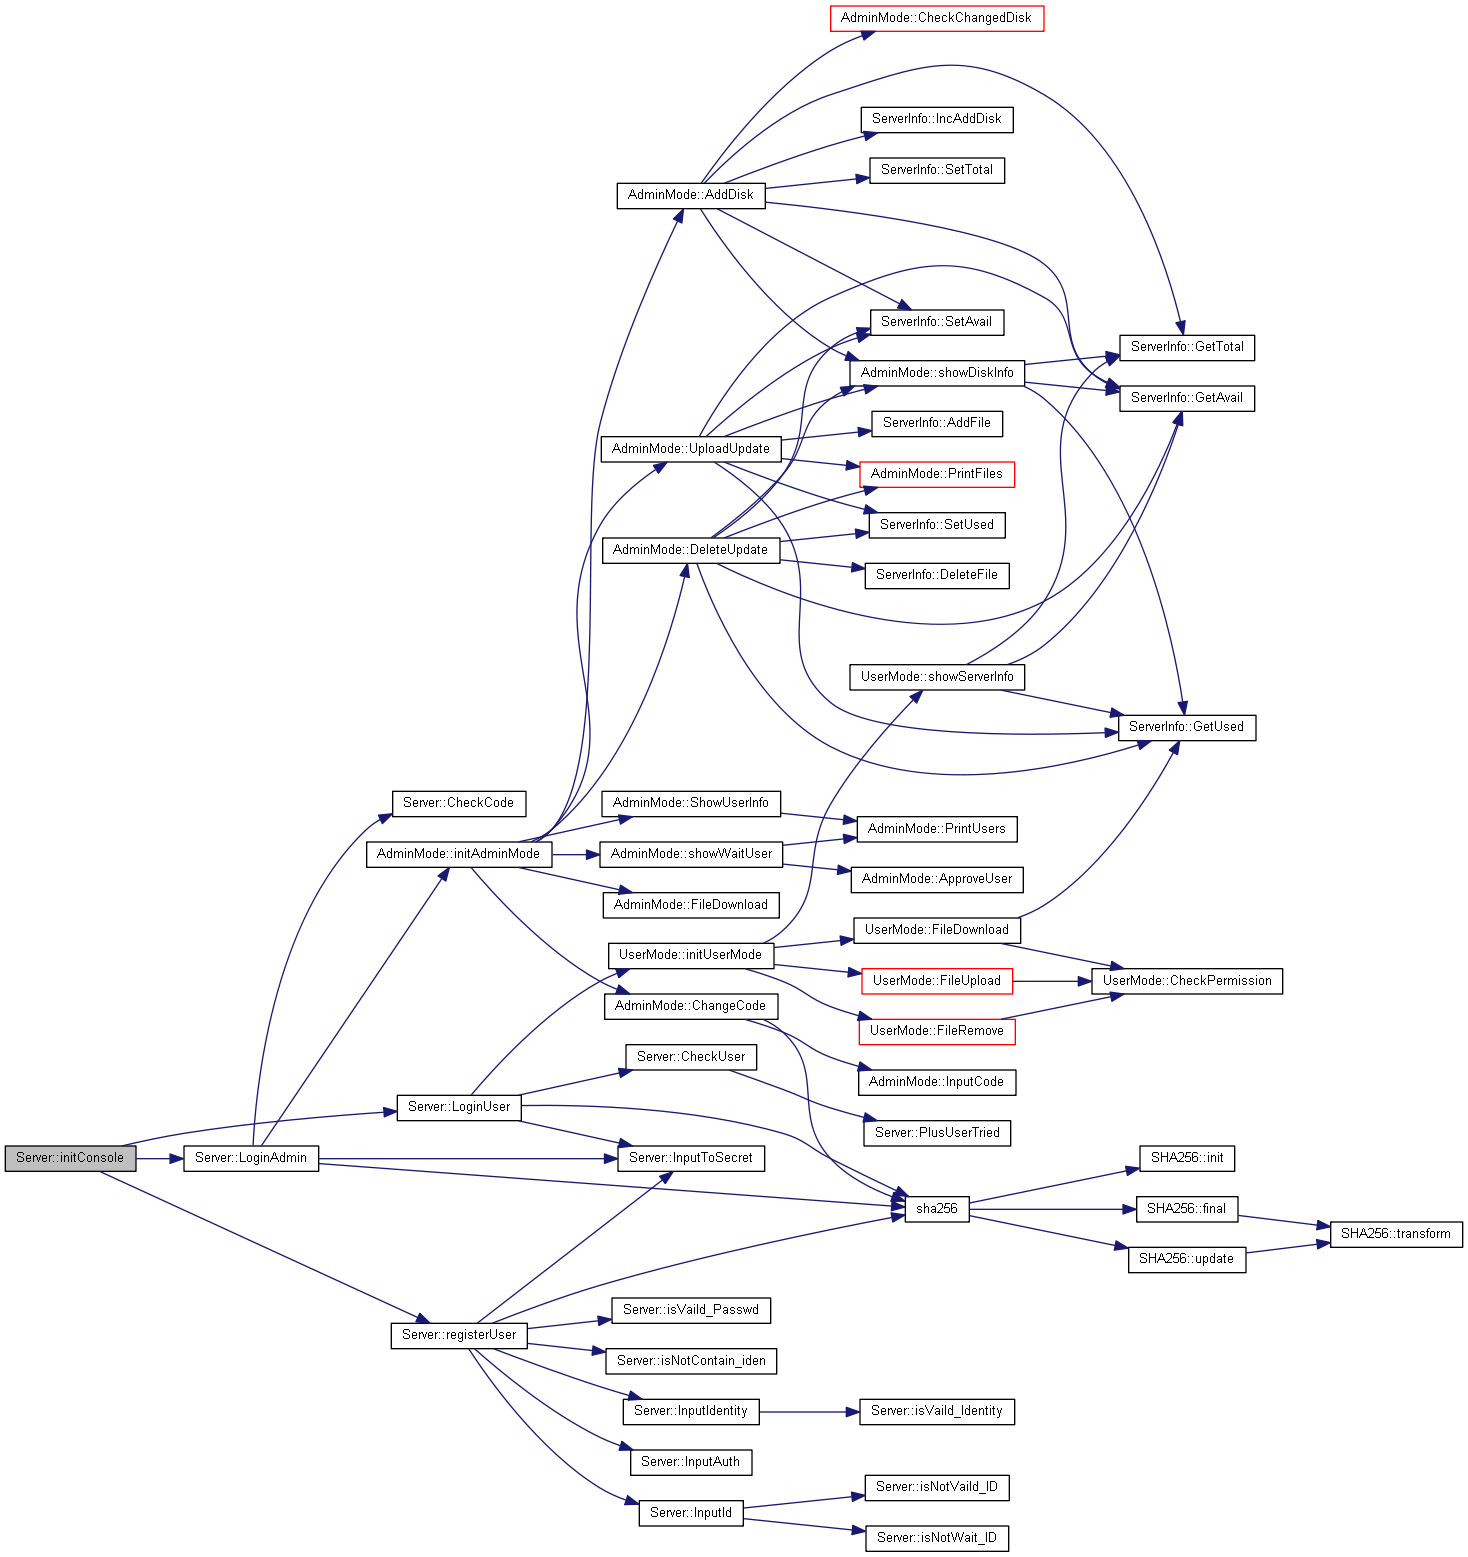 AdminMode::CheckChangedDisk
ServerInfo::IncAddDisk
ServerInfo::SetTotal
AdminMode::AddDisk
ServerInfo::SetAvail
ServerInfo::GetTotal
AdminMode::showDiskInfo
ServerInfo::GetAvail
ServerInfo::AddFile
AdminMode::UploadUpdate
AdminMode::PrintFiles
ServerInfo::SetUsed
AdminMode::DeleteUpdate
ServerInfo::DeleteFile
UserMode::showServerInfo
ServerInfo::GetUsed
Server::CheckCode
AdminMode::ShowUserInfo
AdminMode::PrintUsers
AdminMode::initAdminMode
AdminMode::showWaitUser
AdminMode::ApproveUser
AdminMode::FileDownload
UserMode::FileDownload
UserMode::initUserMode
UserMode::FileUpload
UserMode::CheckPermission
AdminMode::ChangeCode
UserMode::FileRemove
Server::CheckUser
AdminMode::InputCode
Server::LoginUser
Server::PlusUserTried
Server::initConsole
Server::LoginAdmin
Server::InputToSecret
SHA256::init
sha256
SHA256::final
SHA256::transform
SHA256::update
Server::isVaild_Passwd
Server::registerUser
Server::isNotContain_iden
Server::InputIdentity
Server::isVaild_Identity
Server::InputAuth
Server::isNotVaild_ID
Server::InputId
Server::isNotWait_ID